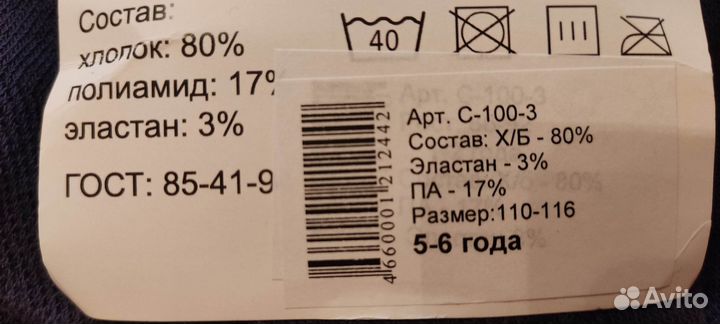 Состав:
хлопок: 80%
полиамид: 17%
эластан: 3%
ГОСТ: 85-41-9
40
Арт. С-100-3
Состав: Х/Б - 80%
Эластан - 3%
ПА - 17%
Размер:110-116
5-6 года
4660001212442
Avito